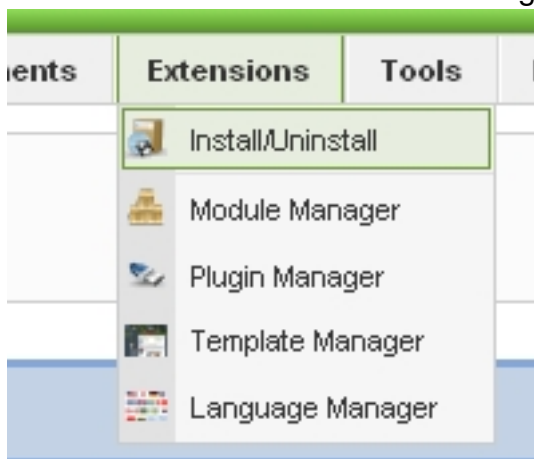 Extensions
Tools
Install/Uninstall
Module Manager
Plugin Manager
Template Manager
Language Manager